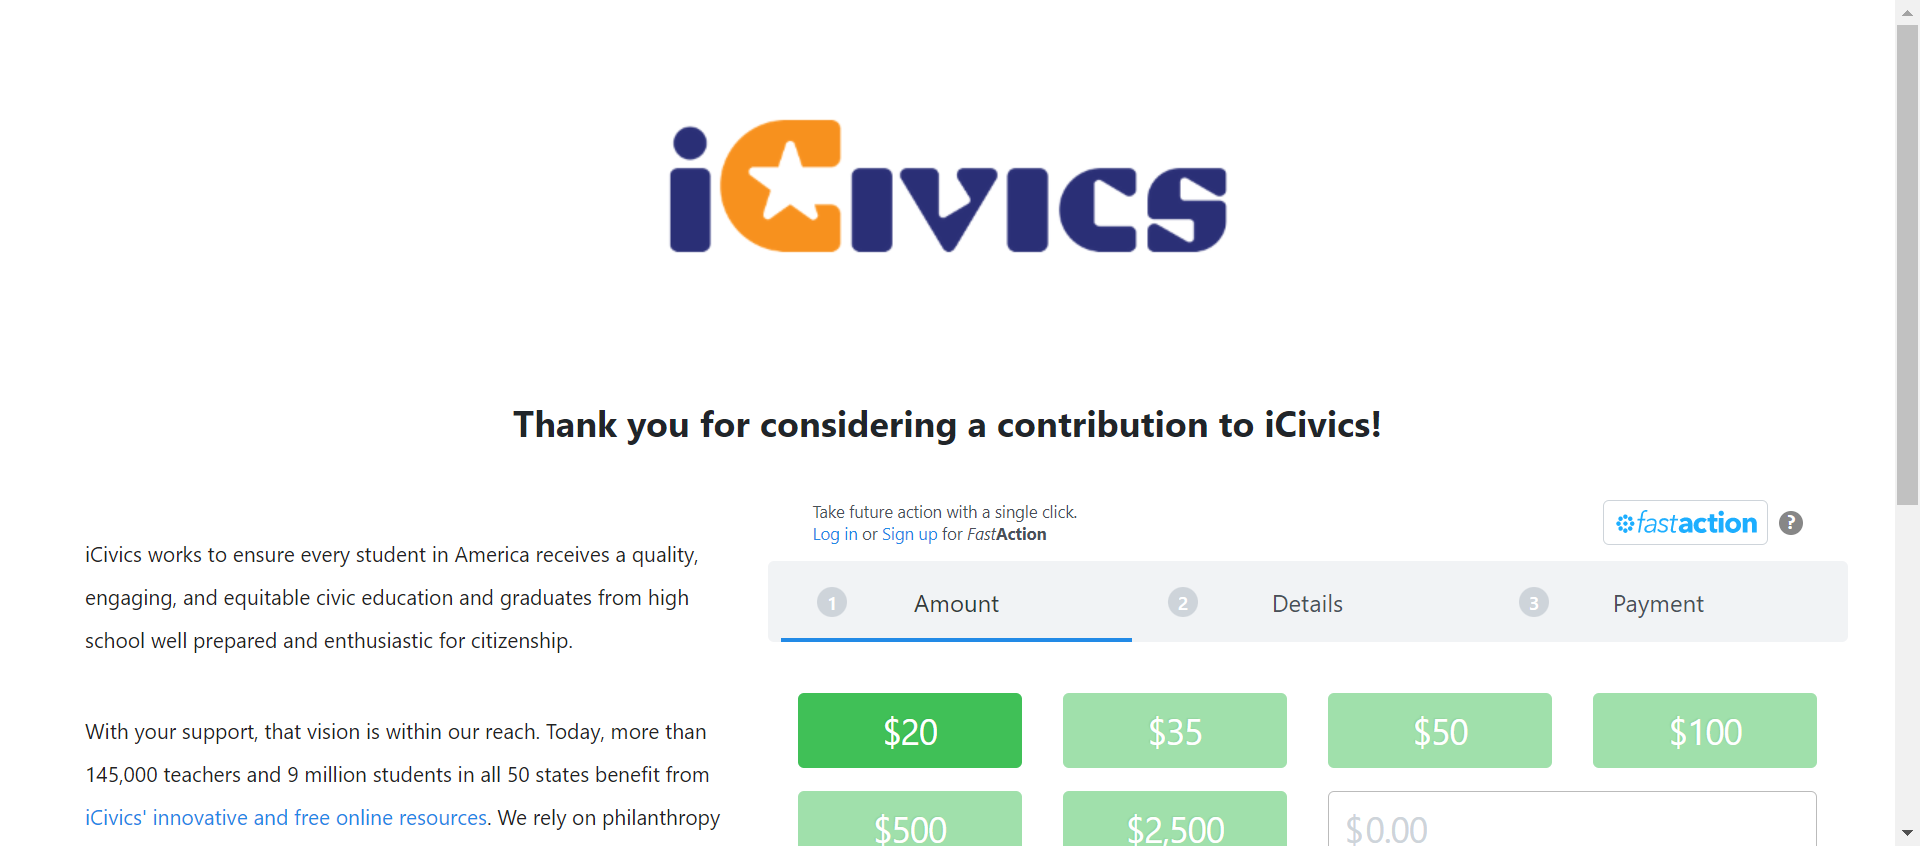 iCivics
Thank you for considering a contribution to iCivics!
iCivics works to ensure every student in America receives a quality,
engaging, and equitable civic education and graduates from high
school well prepared and enthusiastic for citizenship.
With your support, that vision is within our reach. Today, more than
145,000 teachers and 9 million students in all 50 states benefit from
iCivics' innovative and free online resources. We rely on philanthropy
Take future action with a single click.
Log in or Sign up for FastAction
fastaction ?
1 Amount 2 Details 3 Payment
$20 $35 $50 $100
$500 $2,500 $0.00